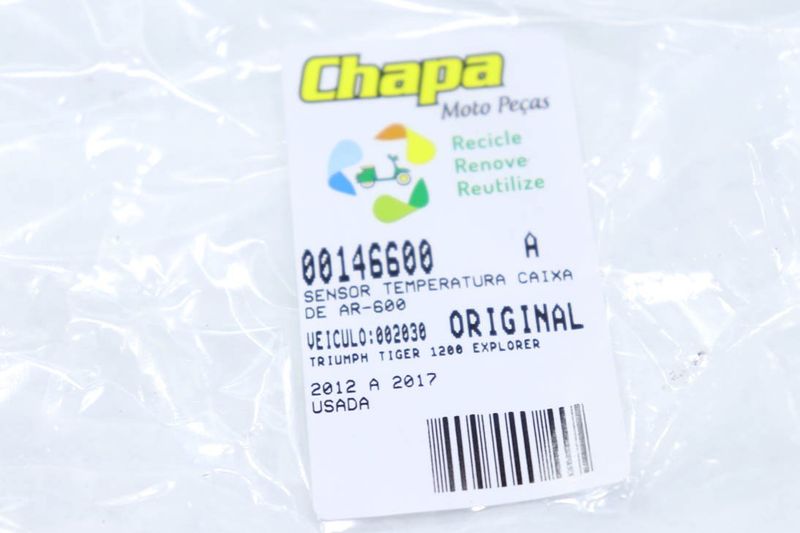 Chapa
Moto Peças
Recicle
Renove
Reutilize
00146600 A
SENSOR TEMPERATURA CAIXA
DE AR-600
VEICULO:002030 ORIGINAL
TRIUMPH TIGER 1200 EXPLORER
2012 A 2017
USADA